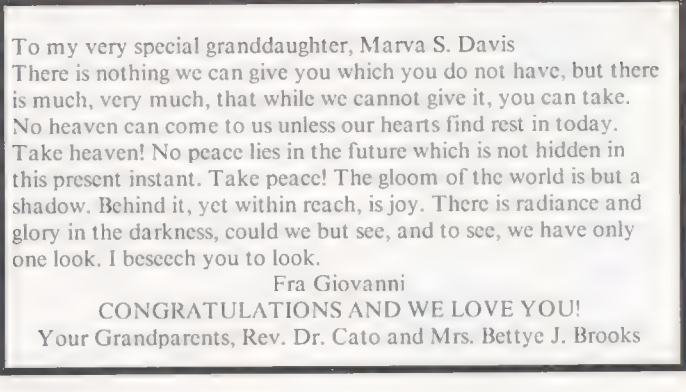 To my very special granddaughter, Marva S. Davis
There is nothing we can give you which you do not have, but there
is much, very much, that while we cannot give it, you can take.
No heaven can come to us unless our hearts find rest in today.
Take heaven! No peace lies in the future which is not hidden in
this present instant. Take peace! The gloom of the world is but a
shadow. Behind it, yet within reach, is joy. There is radiance and
glory in the darkness, could we but see, and to see, we have only
one look. I beseech you to look.
Fra Giovanni
CONGRATULATIONS AND WE LOVE YOU!
Your Grandparents, Rev. Dr. Cato and Mrs. Bettye J. Brooks